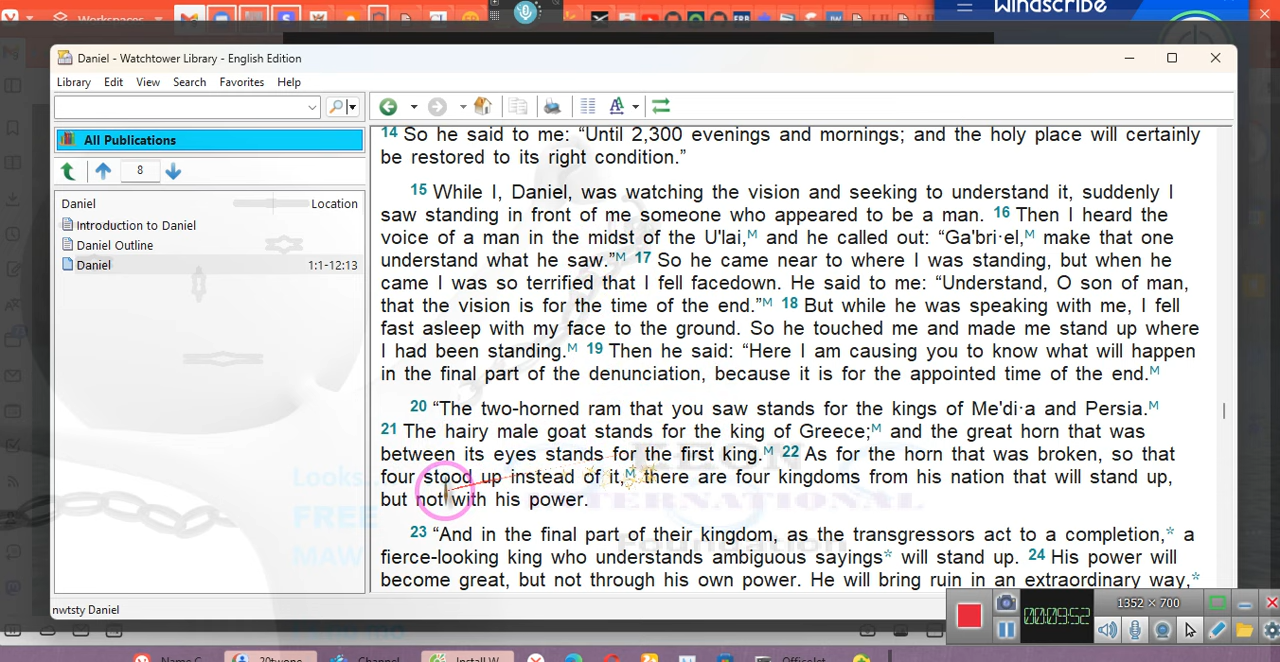 Workspaces
Windscribe
Daniel - Watchtower Library - English Edition
Library Edit View Search Favorites Help
All Publications
8
Daniel Location
Introduction to Daniel
Daniel Outline
Daniel 1:1-12:13
14 So he said to me: “Until 2,300 evenings and mornings; and the holy place will certainly
be restored to its right condition.”
15 While I, Daniel, was watching the vision and seeking to understand it, suddenly I
saw standing in front of me someone who appeared to be a man. 16 Then I heard the
voice of a man in the midst of the U'lai,M and he called out: “Ga'bri·el,M make that one
understand what he saw.”M 17 So he came near to where I was standing, but when he
came I was so terrified that I fell facedown. He said to me: “Understand, O son of man,
that the vision is for the time of the end.”M 18 But while he was speaking with me, I fell
fast asleep with my face to the ground. So he touched me and made me stand up where
I had been standing.M 19 Then he said: “Here I am causing you to know what will happen
in the final part of the denunciation, because it is for the appointed time of the end.M
20 “The two-horned ram that you saw stands for the kings of Me'di·a and Persia.M
21 The hairy male goat stands for the king of Greece;M and the great horn that was
between its eyes stands for the first king.M 22 As for the horn that was broken, so that
four stood up instead of it,M there are four kingdoms from his nation that will stand up,
but not with his power.
23 “And in the final part of their kingdom, as the transgressors act to a completion,* a
fierce-looking king who understands ambiguous sayings* will stand up. 24 His power will
become great, but not through his own power. He will bring ruin in an extraordinary way,*
Looks
FREE
MAW
nwtsty Daniel
1352 × 700
00:09:52
20twone
Channel
Install W